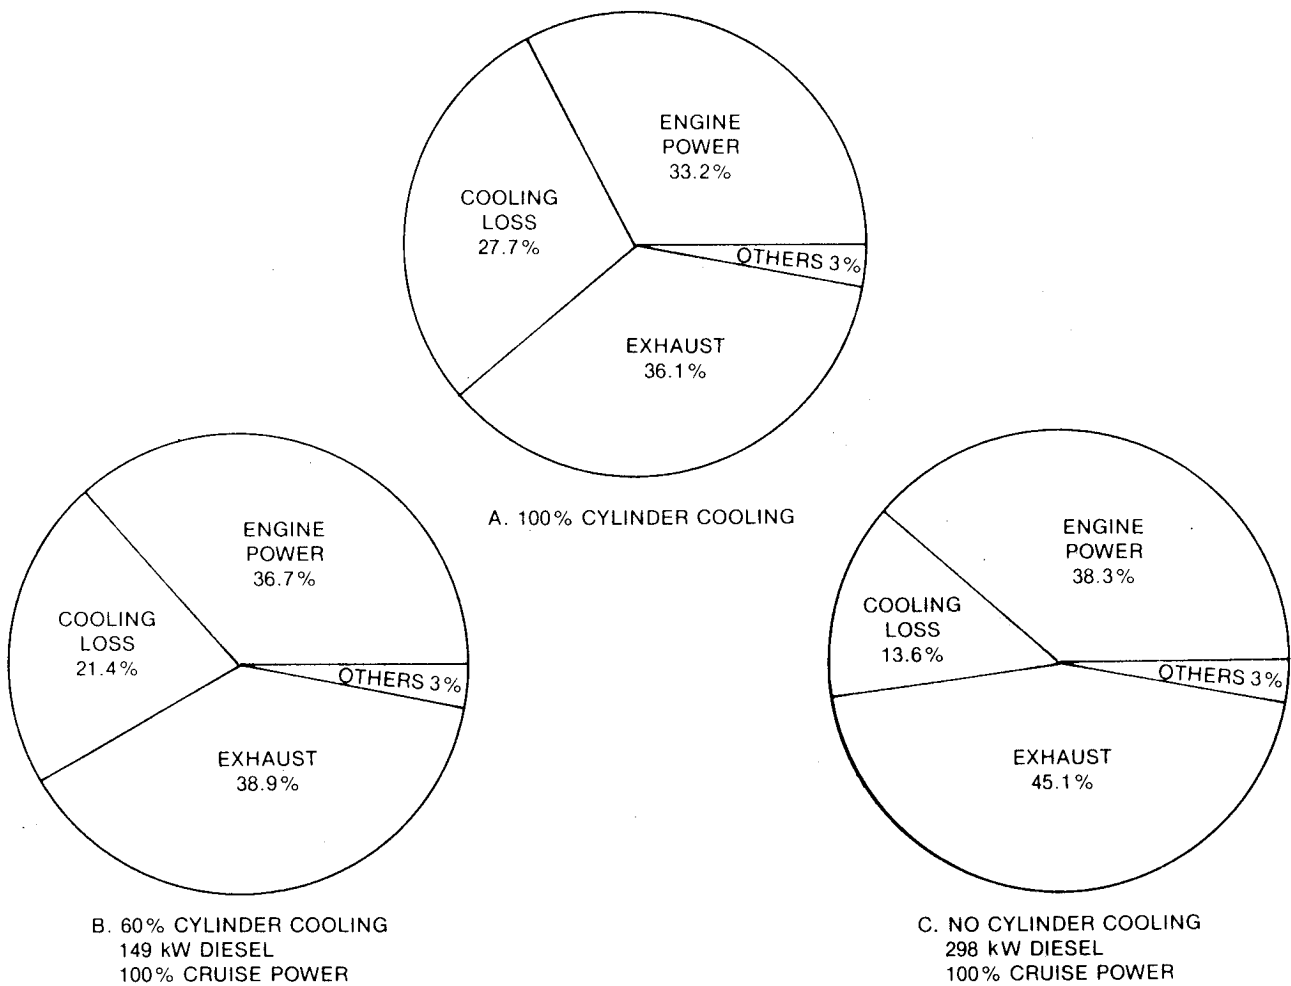 ENGINE
POWER
33.2%
COOLING
LOSS
27.7%
OTHERS 3%
EXHAUST
36.1%
A. 100% CYLINDER COOLING
ENGINE
POWER
36.7%
COOLING
LOSS
21.4%
OTHERS 3%
EXHAUST
38.9%
B. 60% CYLINDER COOLING
149 kW DIESEL
100% CRUISE POWER
ENGINE
POWER
38.3%
COOLING
LOSS
13.6%
OTHERS 3%
EXHAUST
45.1%
C. NO CYLINDER COOLING
298 kW DIESEL
100% CRUISE POWER